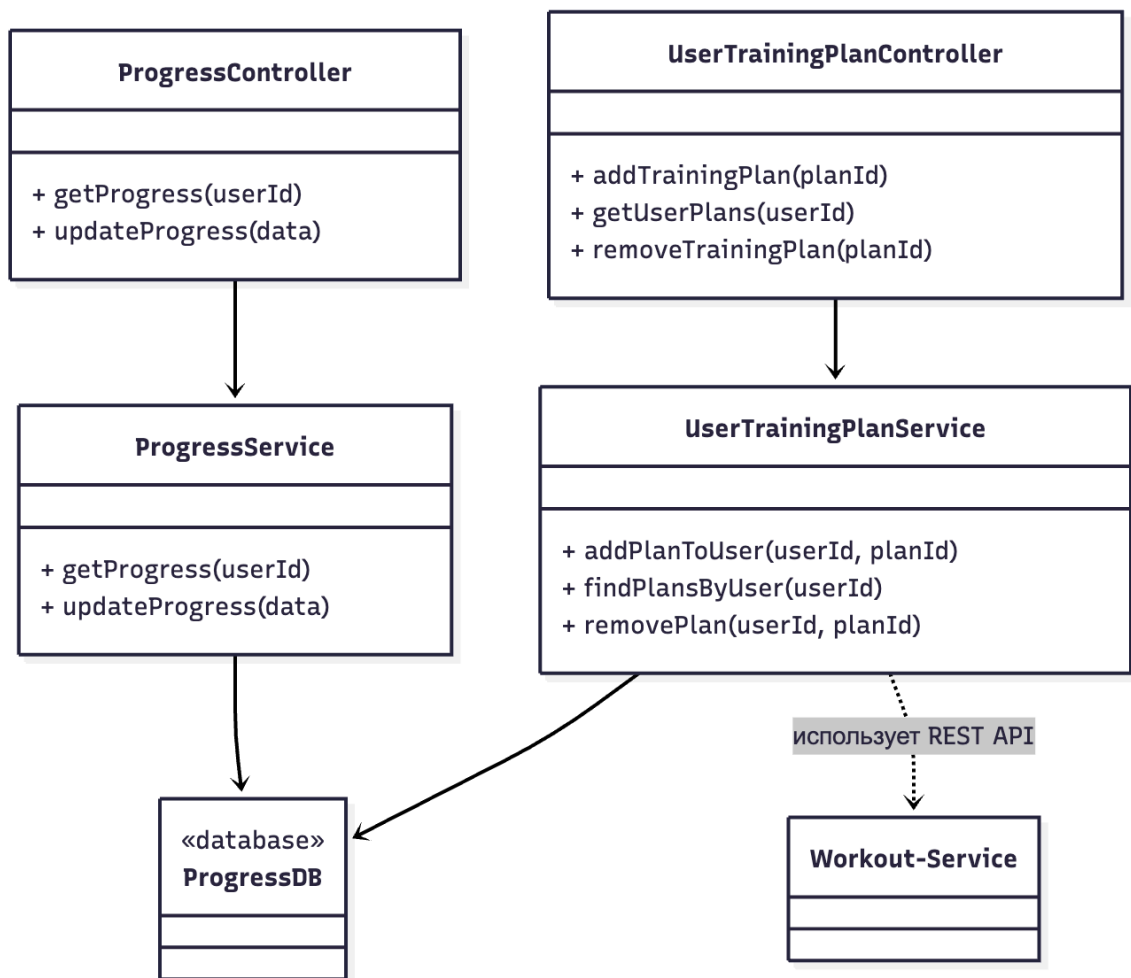 ProgressController
+ getProgress(userId)
+ updateProgress(data)
UserTrainingPlanController
+ addTrainingPlan(planId)
+ getUserPlans(userId)
+ removeTrainingPlan(planId)
ProgressService
+ getProgress(userId)
+ updateProgress(data)
UserTrainingPlanService
+ addPlanToUser(userId, planId)
+ findPlansByUser(userId)
+ removePlan(userId, planId)
использует REST API
«database»
ProgressDB
Workout-Service